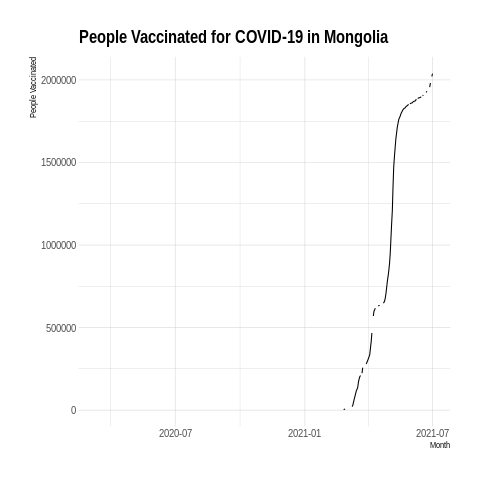 People Vaccinated for COVID-19 in Mongolia
People Vaccinated
2000000
1500000
1000000
500000
0
2020-07
2021-01
2021-07
Month